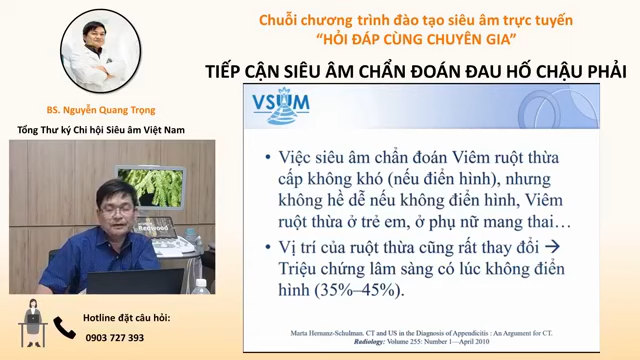 Chuỗi chương trình đào tạo siêu âm trực tuyến
“HỎI ĐÁP CÙNG CHUYÊN GIA”
TIẾP CẬN SIÊU ÂM CHẨN ĐOÁN ĐAU HỐ CHẬU PHẢI
BS. Nguyễn Quang Trọng
Tổng Thư ký Chi hội Siêu âm Việt Nam
VSUM
• Việc siêu âm chẩn đoán Viêm ruột thừa
cấp không khó (nếu điển hình), nhưng
không hề dễ nếu không điển hình, Viêm
ruột thừa ở trẻ em, ở phụ nữ mang thai…
• Vị trí của ruột thừa cũng rất thay đổi →
Triệu chứng lâm sàng có lúc không điển
hình (35%–45%).
Marta Hernanz-Schulman. CT and US in the Diagnosis of Appendicitis : An Argument for CT.
Radiology: Volume 255: Number 1—April 2010
Hotline đặt câu hỏi:
0903 727 393